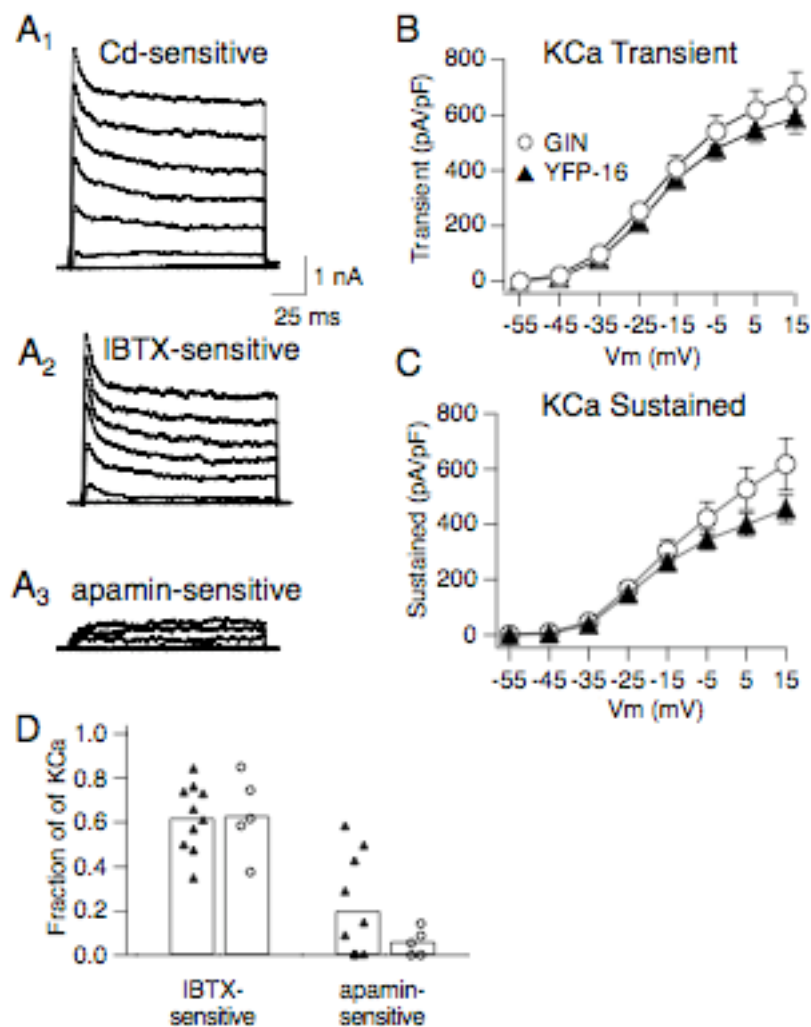 A1 Cd-sensitive
1 nA
25 ms
A2 IBTX-sensitive
A3 apamin-sensitive
B KCa Transient
Transient (pA/pF)
800
600
400
200
0
GIN
YFP-16
-55 -45 -35 -25 -15 -5 5 15
Vm (mV)
C KCa Sustained
Sustained (pA/pF)
800
600
400
200
0
-55 -45 -35 -25 -15 -5 5 15
Vm (mV)
D
Fraction of of KCa
1.0
0.8
0.6
0.4
0.2
0.0
IBTX-
sensitive
apamin-
sensitive